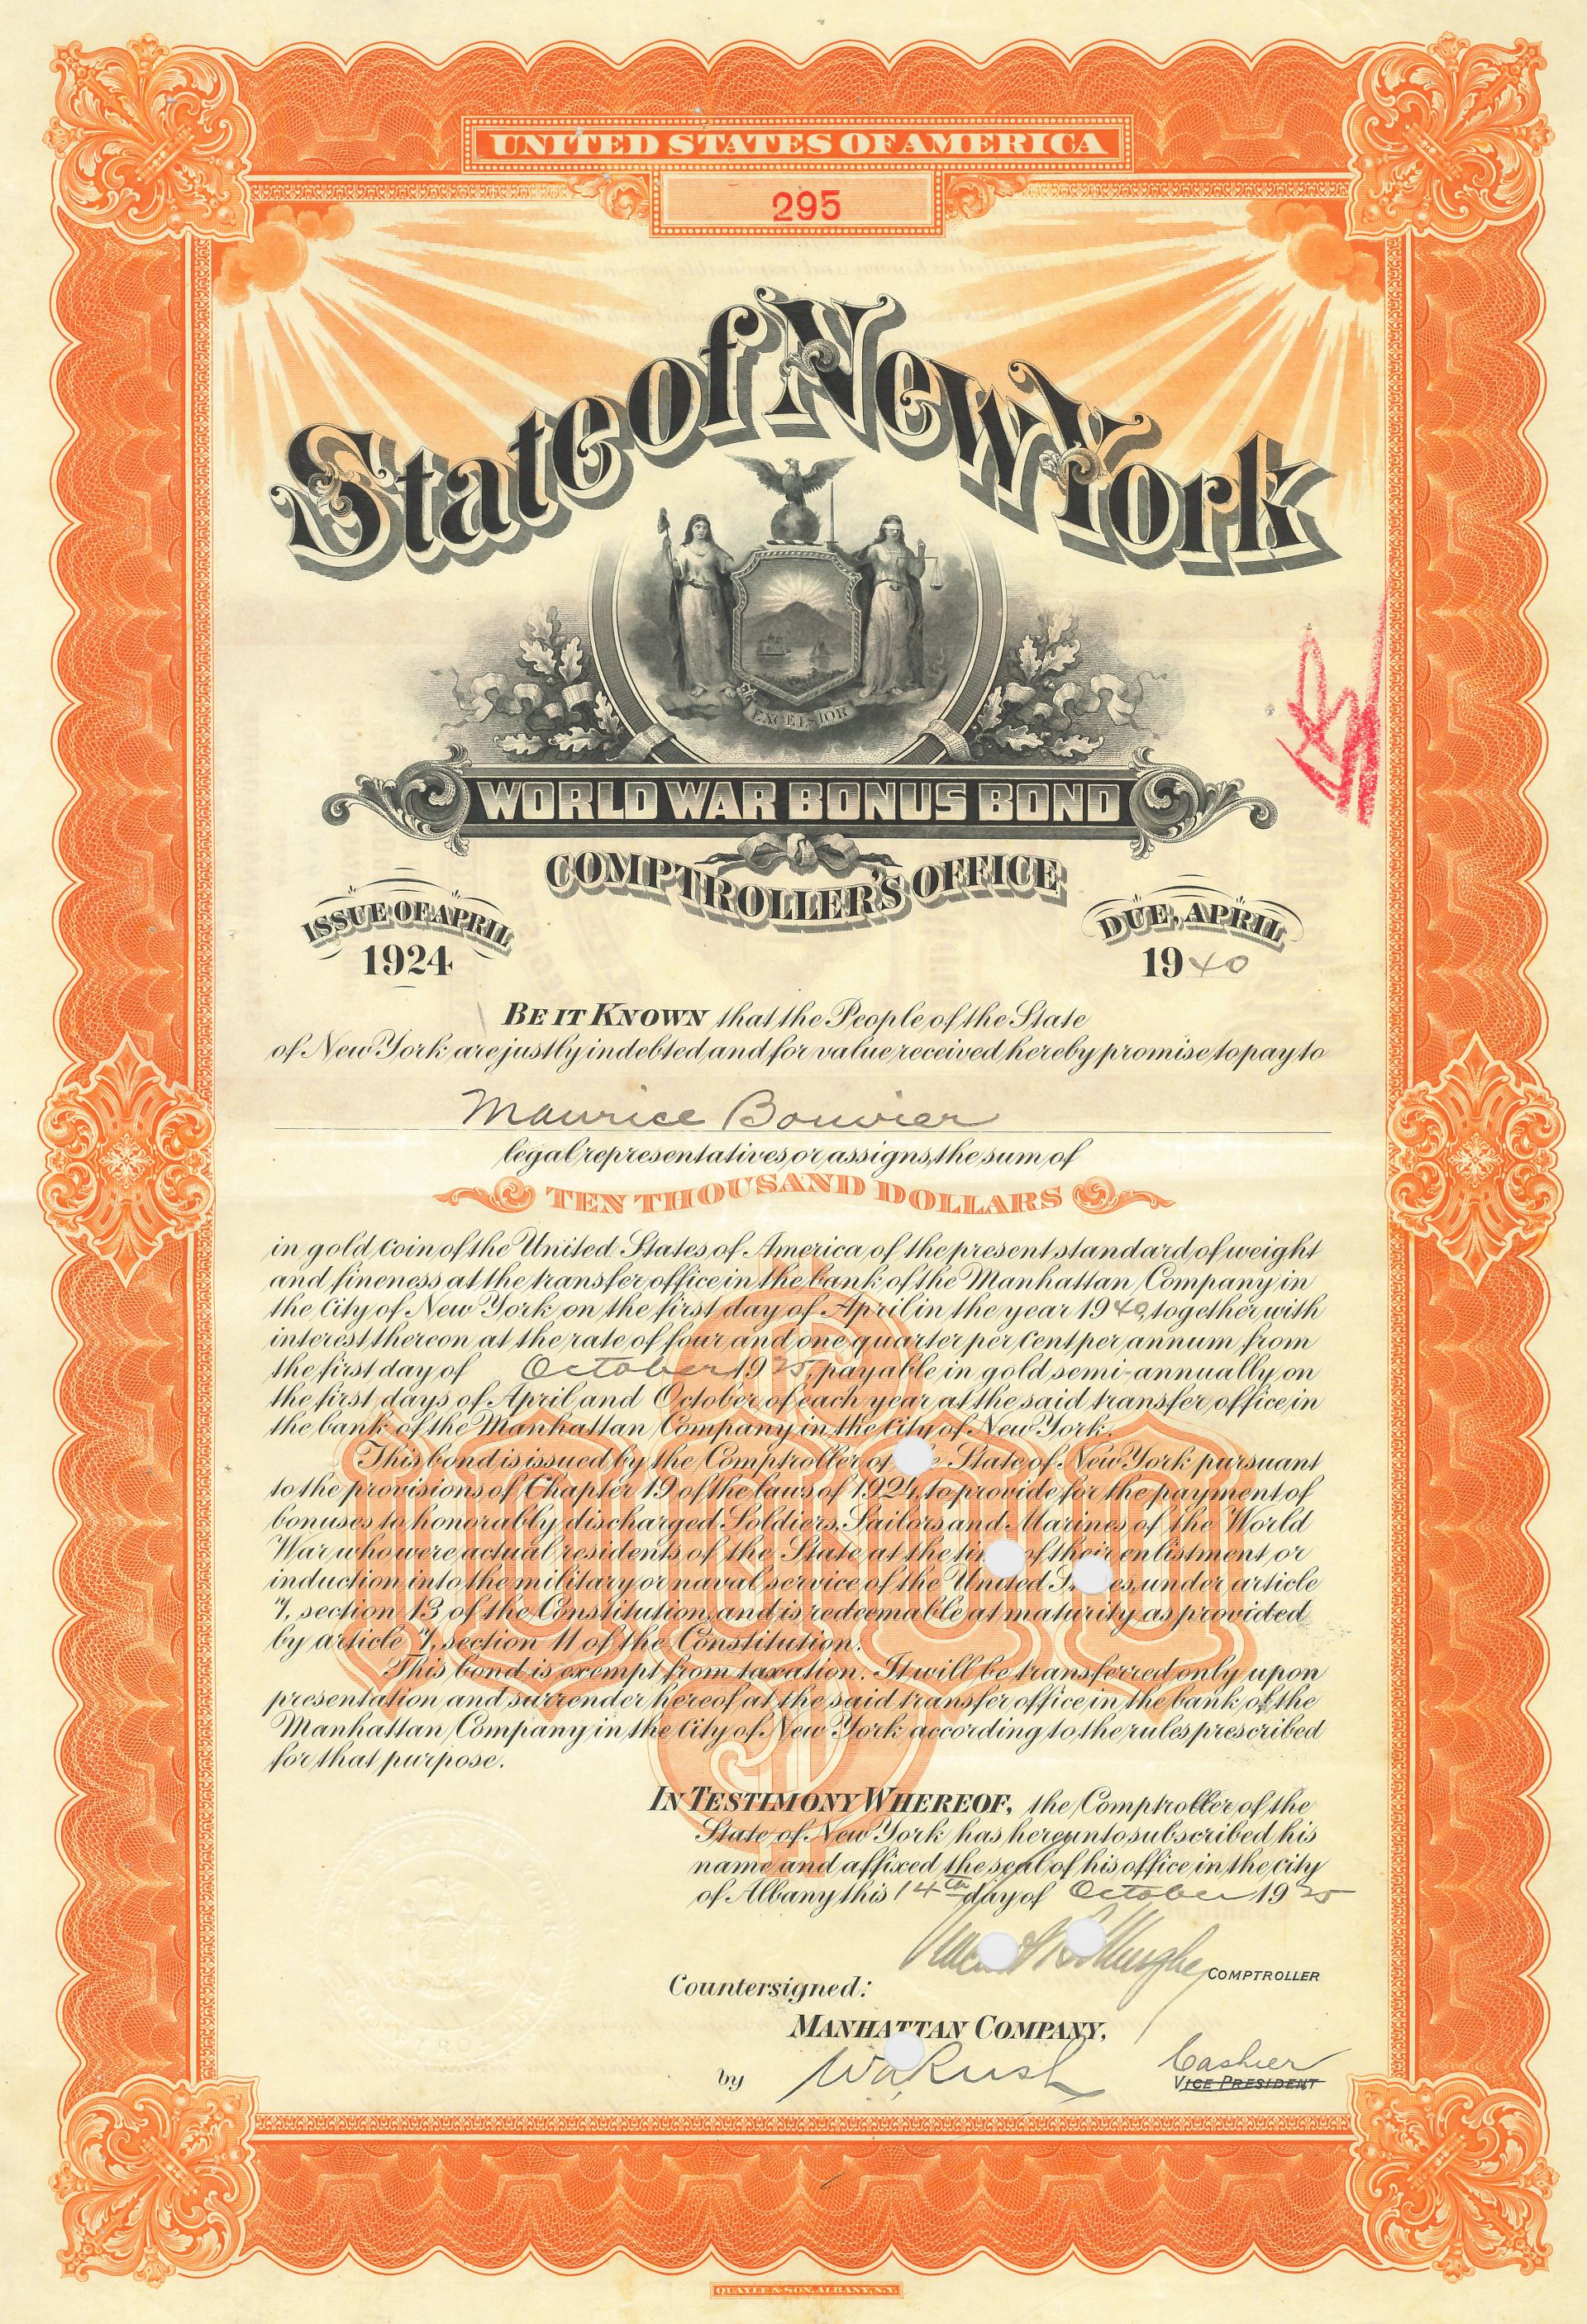 UNITED STATES OF AMERICA
295
State of New York
EXCELSIOR
WORLD WAR BONUS BOND
COMPTROLLER'S OFFICE
ISSUE OF APRIL
1924
DUE, APRIL
1940
BE IT KNOWN that the People of the State
of New York are justly indebted and for value received hereby promise to pay to
Maurice Bouvier
legal representatives or assigns, the sum of
TEN THOUSAND DOLLARS
in gold coin of the United States of America of the present standard of weight
and fineness at the transfer office in the bank of the Manhattan Company in
the City of New York on the first day of April in the year 1940, together with
interest thereon at the rate of four and one quarter per cent per annum from
the first day of October 1925, payable in gold semi-annually on
the first days of April and October of each year at the said transfer office in
the bank of the Manhattan Company in the City of New York.
This bond is issued by the Comptroller of the State of New York pursuant
to the provisions of Chapter 19 of the laws of 1924, to provide for the payment of
bonuses to honorably discharged Soldiers, Sailors and Marines of the World
War who were actual residents of the State at the time of their enlistment or
induction into the military or naval service of the United States, under article
7, section 13 of the Constitution, and is redeemable at maturity as provided
by article 7, section 11 of the Constitution.
This bond is exempt from taxation. It will be transferred only upon
presentation and surrender hereof at the said transfer office in the bank of the
Manhattan Company in the City of New York according to the rules prescribed
for that purpose.
IN TESTIMONY WHEREOF, the Comptroller of the
State of New York has hereunto subscribed his
name and affixed the seal of his office in the city
of Albany this 14th day of October 1925
COMPTROLLER
Countersigned:
MANHATTAN COMPANY,
by W.A. Rush Cashier
VICE PRESIDENT
QUAYLE & SON, ALBANY, N.Y.